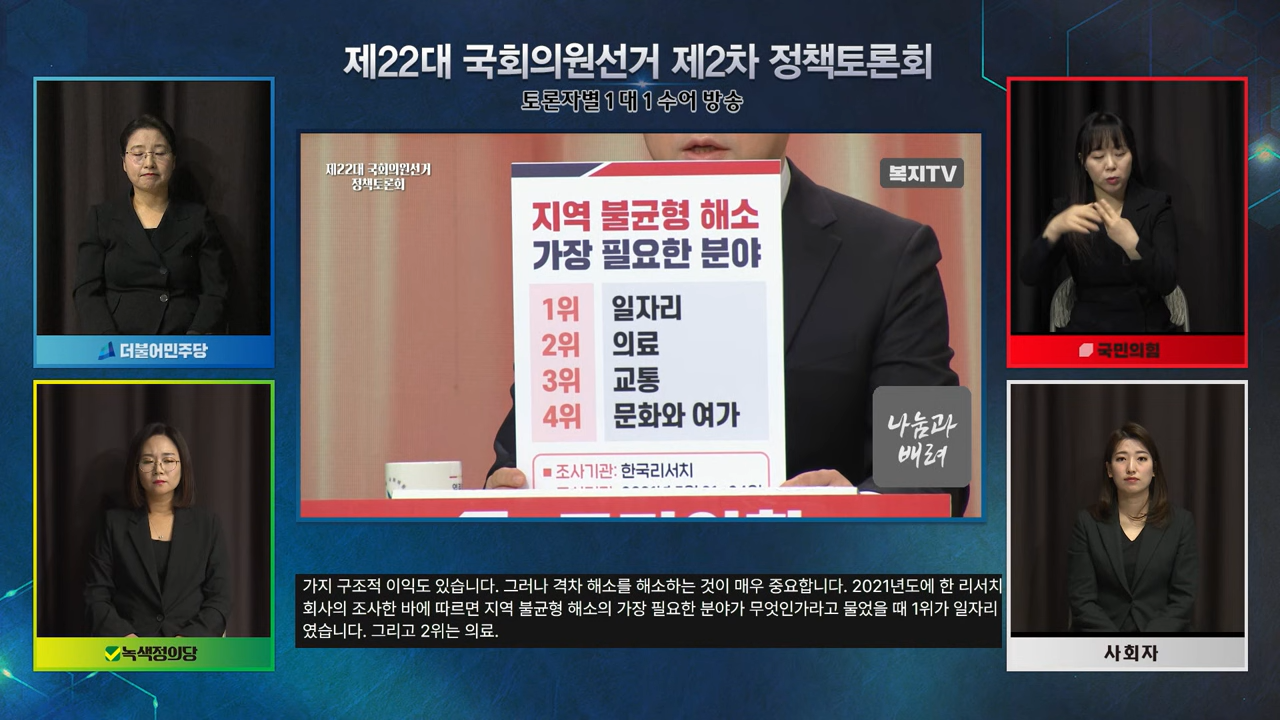 제22대 국회의원선거 제2차 정책토론회
토론자별 1 대 1 수어 방송
제22대 국회의원선거
정책토론회
복지TV
지역 불균형 해소
가장 필요한 분야
1위 일자리
2위 의료
3위 교통
4위 문화와 여가
■ 조사기관: 한국리서치
나눔과
배려
더불어민주당
국민의힘
녹색정의당
사회자
가지 구조적 이익도 있습니다. 그러나 격차 해소를 해소하는 것이 매우 중요합니다. 2021년도에 한 리서치
회사의 조사한 바에 따르면 지역 불균형 해소의 가장 필요한 분야가 무엇인가라고 물었을 때 1위가 일자리
였습니다. 그리고 2위는 의료.